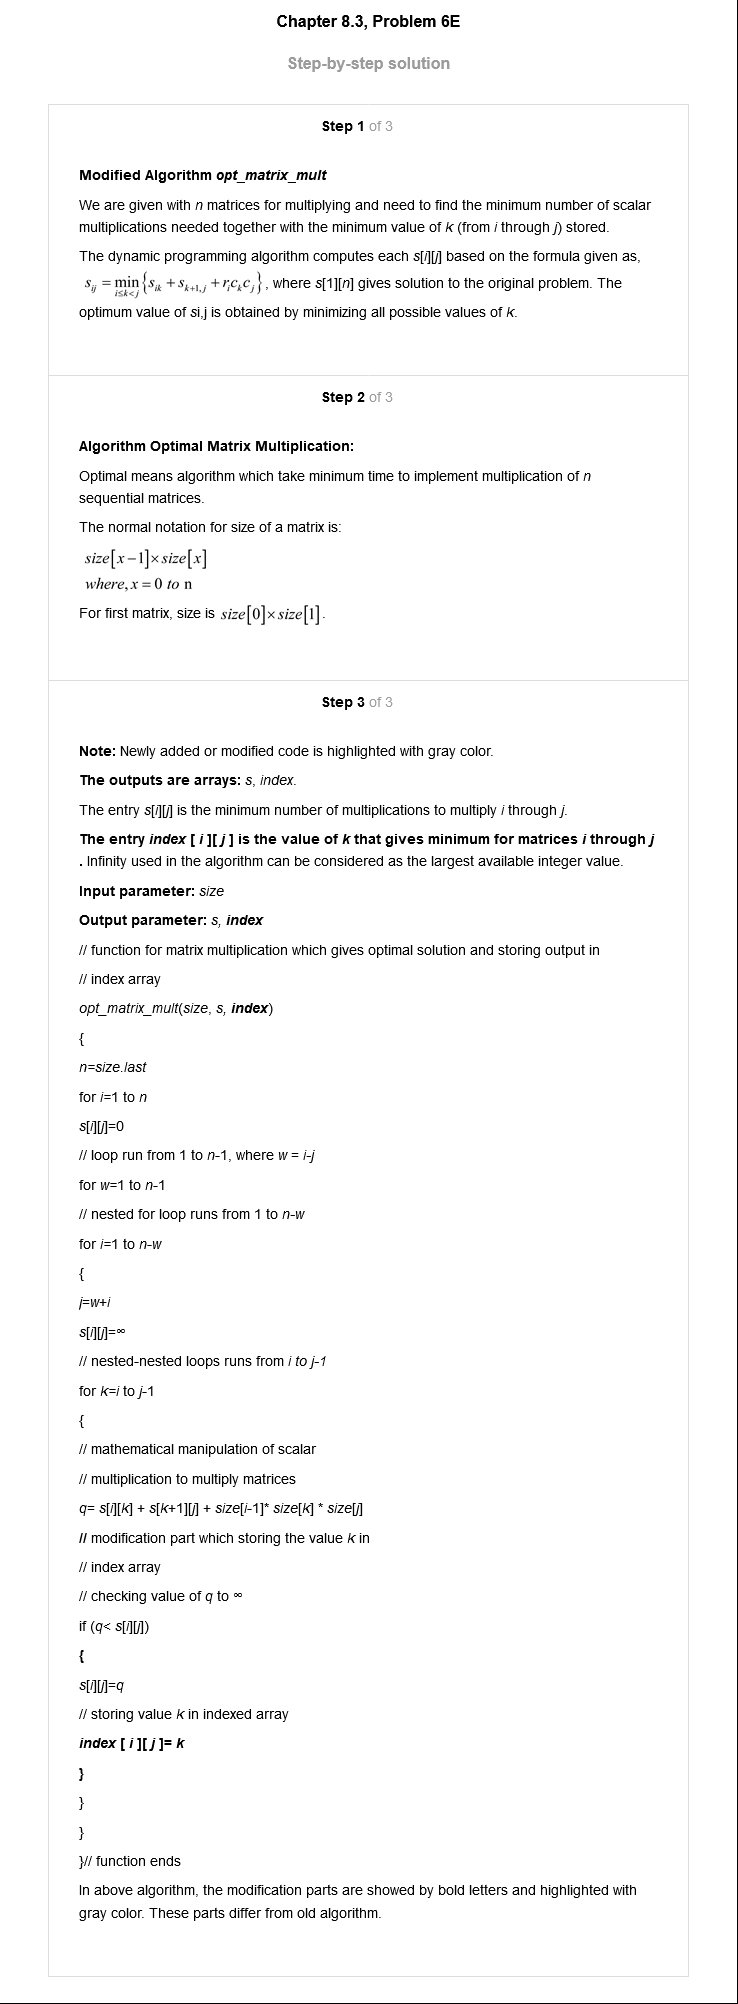 Chapter 8.3, Problem 6E
Step-by-step solution
Step 1 of 3
Modified Algorithm opt_matrix_mult
We are given with n matrices for multiplying and need to find the minimum number of scalar
multiplications needed together with the minimum value of k (from i through j) stored.
The dynamic programming algorithm computes each s[i][j] based on the formula given as,
s_{ij} = min_{i≤k<j} {s_{ik} + s_{k+1,j} + r_i c_k c_j}, where s[1][n] gives solution to the original problem. The
optimum value of si,j is obtained by minimizing all possible values of k.
Step 2 of 3
Algorithm Optimal Matrix Multiplication:
Optimal means algorithm which take minimum time to implement multiplication of n
sequential matrices.
The normal notation for size of a matrix is:
size[x−1]×size[x]
where, x = 0 to n
For first matrix, size is size[0]×size[1].
Step 3 of 3
Note: Newly added or modified code is highlighted with gray color.
The outputs are arrays: s, index.
The entry s[i][j] is the minimum number of multiplications to multiply i through j.
The entry index [ i ][ j ] is the value of k that gives minimum for matrices i through j
. Infinity used in the algorithm can be considered as the largest available integer value.
Input parameter: size
Output parameter: s, index
// function for matrix multiplication which gives optimal solution and storing output in
// index array
opt_matrix_mult(size, s, index)
{
n=size.last
for i=1 to n
s[i][j]=0
// loop run from 1 to n-1, where w = i-j
for w=1 to n-1
// nested for loop runs from 1 to n-w
for i=1 to n-w
{
j=w+i
s[i][j]=∞
// nested-nested loops runs from i to j-1
for k=i to j-1
{
// mathematical manipulation of scalar
// multiplication to multiply matrices
q= s[i][k] + s[k+1][j] + size[i-1]* size[k] * size[j]
// modification part which storing the value k in
// index array
// checking value of q to ∞
if (q< s[i][j])
{
s[i][j]=q
// storing value k in indexed array
index [ i ][ j ]= k
}
}
}
}// function ends
In above algorithm, the modification parts are showed by bold letters and highlighted with
gray color. These parts differ from old algorithm.